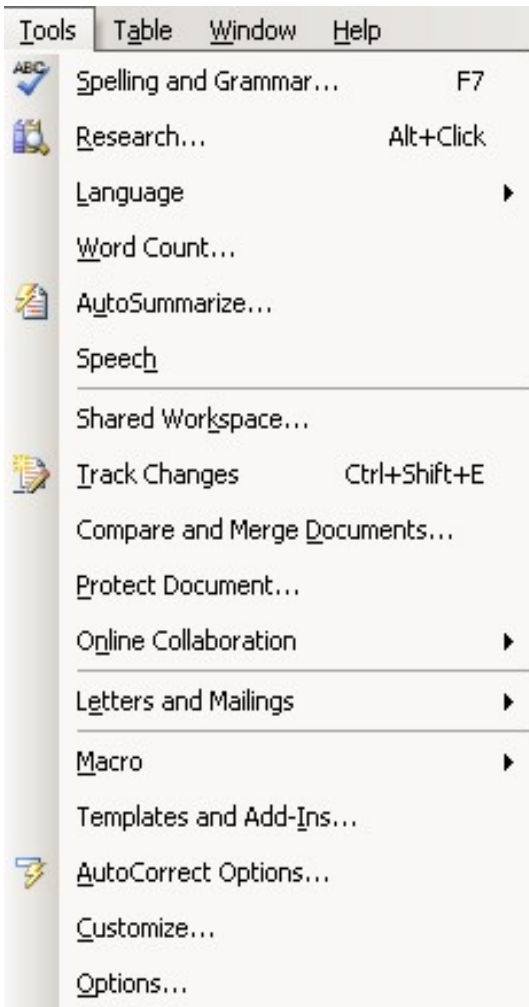 Tools Table Window Help
ABC
Spelling and Grammar... F7
Research... Alt+Click
Language
Word Count...
AutoSummarize...
Speech
Shared Workspace...
Track Changes Ctrl+Shift+E
Compare and Merge Documents...
Protect Document...
Online Collaboration
Letters and Mailings
Macro
Templates and Add-Ins...
AutoCorrect Options...
Customize...
Options...